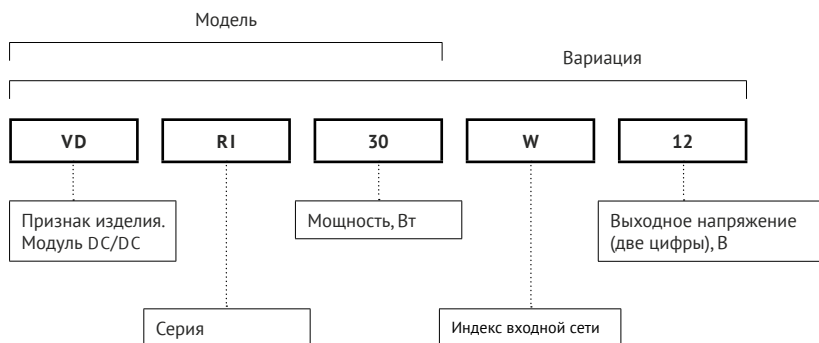 Модель
Вариация
VD RI 30 W 12
Признак изделия.
Модуль DC/DC
Мощность, Вт
Выходное напряжение
(две цифры), В
Серия
Индекс входной сети